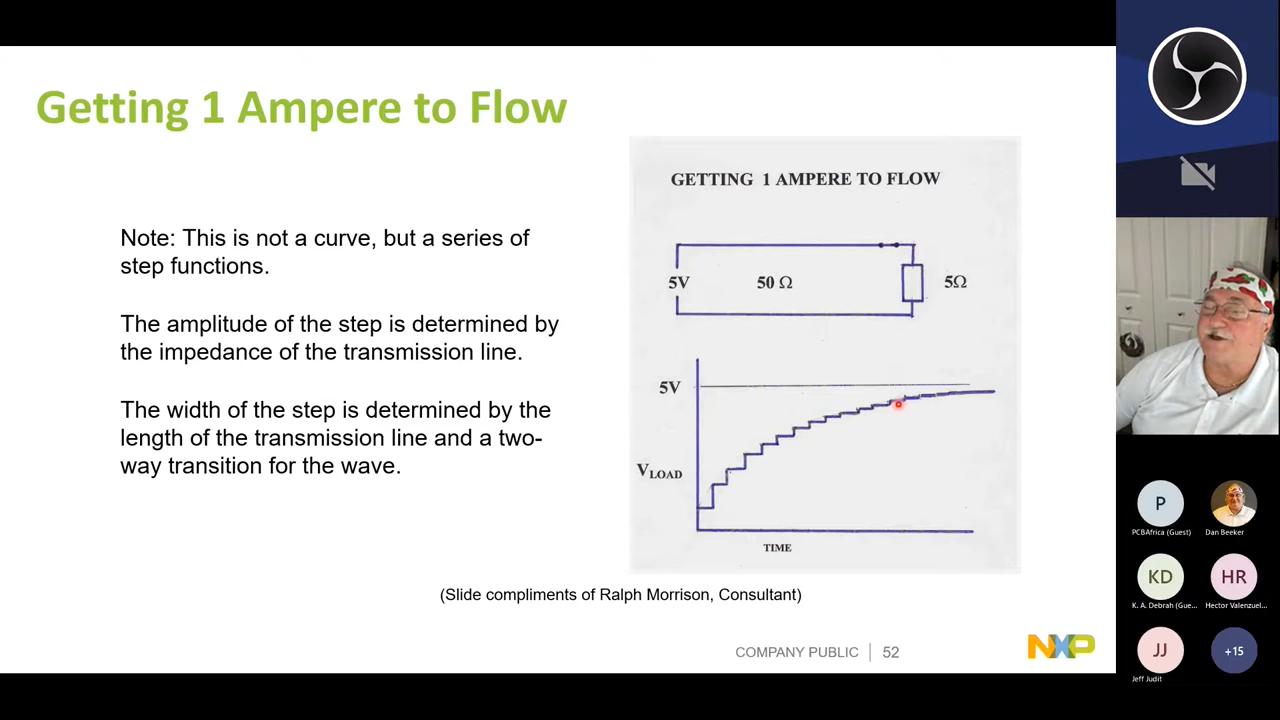 Getting 1 Ampere to Flow
Note: This is not a curve, but a series of
step functions.
The amplitude of the step is determined by
the impedance of the transmission line.
The width of the step is determined by the
length of the transmission line and a two-
way transition for the wave.
GETTING 1 AMPERE TO FLOW
5V
50 Ω
5Ω
5V
VLOAD
TIME
(Slide compliments of Ralph Morrison, Consultant)
COMPANY PUBLIC | 52
NXP
P
PCBAfrica (Guest)
Dan Beeker
KD
K. A. Debrah (Gue...
HR
Hector Valenzuel...
JJ
Jeff Judit
+15